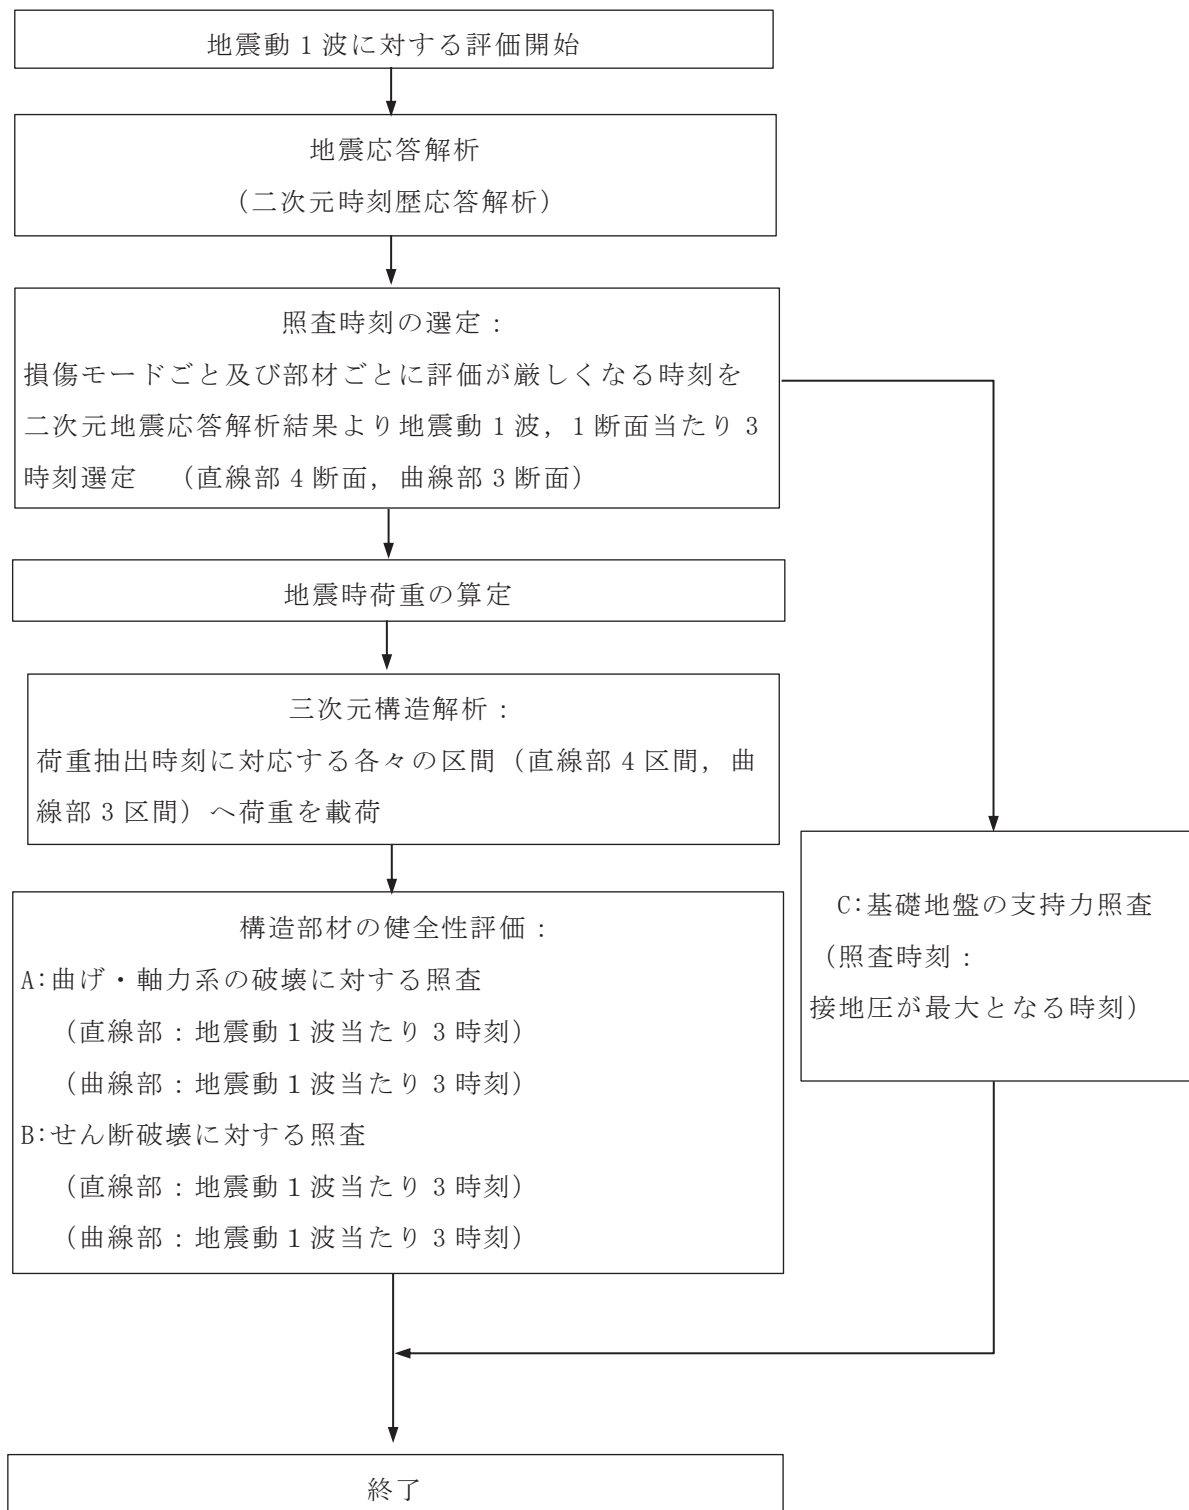 地震動1波に対する評価開始
地震応答解析
(二次元時刻歴応答解析)
照査時刻の選定:
損傷モードごと及び部材ごとに評価が厳しくなる時刻を
二次元地震応答解析結果より地震動1波,1断面当たり3
時刻選定 (直線部4断面,曲線部3断面)
地震時荷重の算定
三次元構造解析:
荷重抽出時刻に対応する各々の区間(直線部4区間,曲
線部3区間)へ荷重を載荷
構造部材の健全性評価:
A:曲げ・軸力系の破壊に対する照査
(直線部:地震動1波当たり3時刻)
(曲線部:地震動1波当たり3時刻)
B:せん断破壊に対する照査
(直線部:地震動1波当たり3時刻)
(曲線部:地震動1波当たり3時刻)
C:基礎地盤の支持力照査
(照査時刻:
接地圧が最大となる時刻)
終了